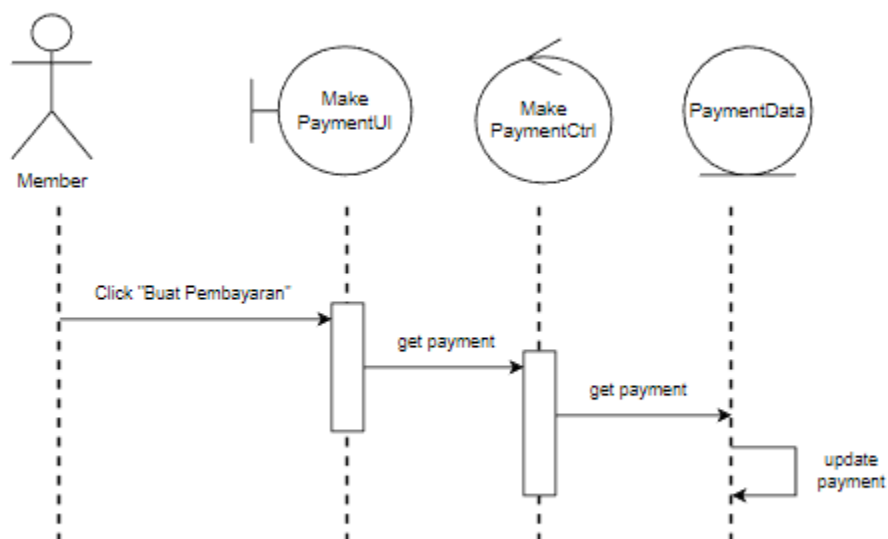 Make
PaymentUI
Make
PaymentCtrl
PaymentData
Member
Click "Buat Pembayaran"
get payment
get payment
update
payment